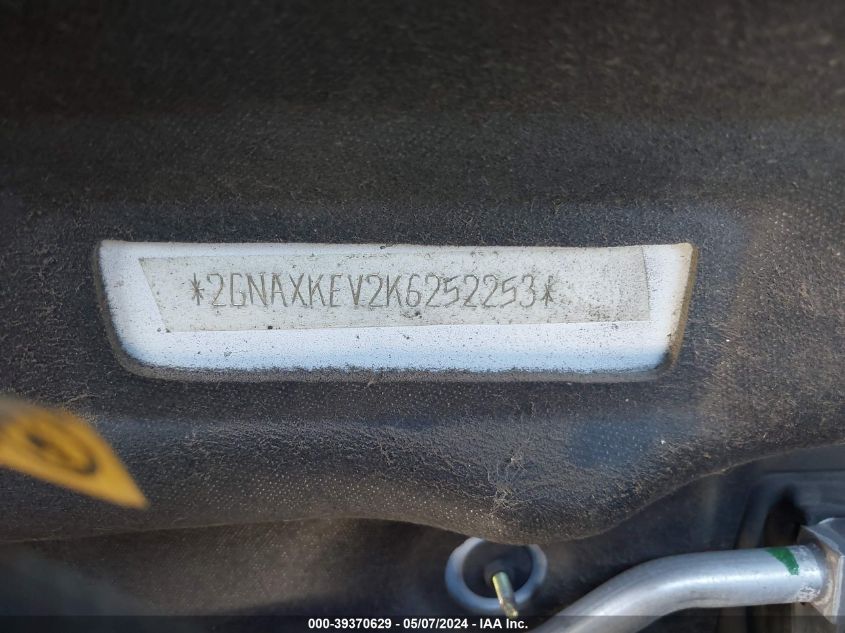 *2GNAXKEV2K6252253*
000-39370629 - 05/07/2024 - IAA Inc.